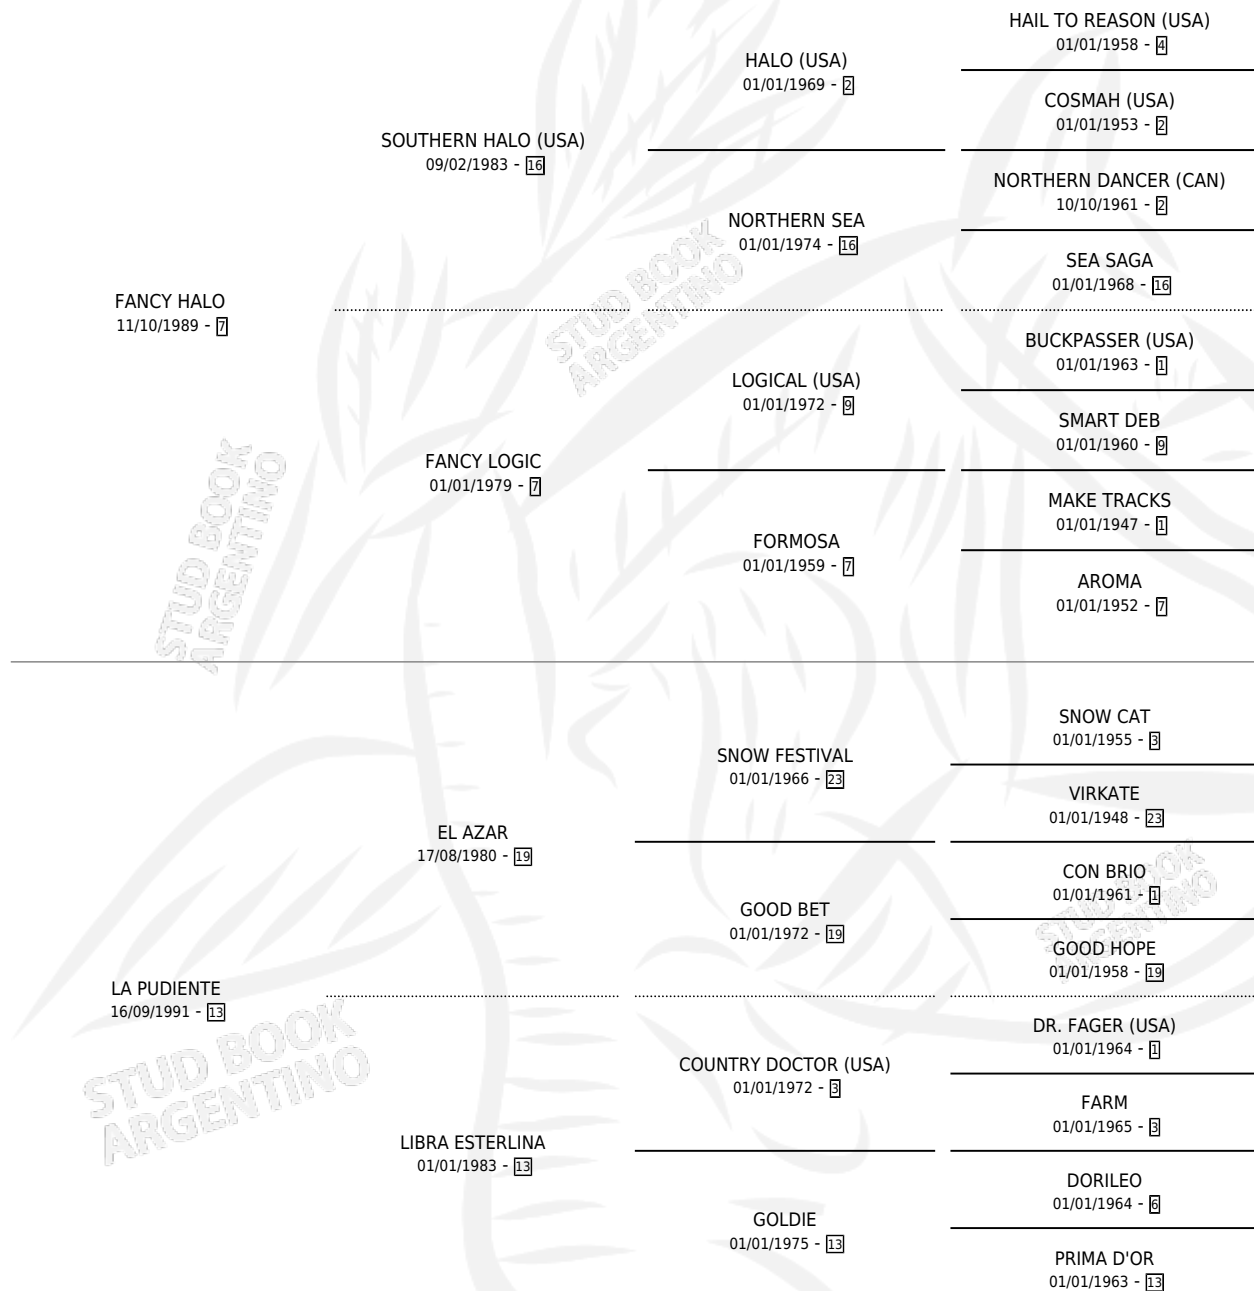 HAIL TO REASON (USA)
01/01/1958 - 4
HALO (USA)
01/01/1969 - 2
COSMAH (USA)
01/01/1953 - 2
SOUTHERN HALO (USA)
09/02/1983 - 16
NORTHERN DANCER (CAN)
10/10/1961 - 2
NORTHERN SEA
01/01/1974 - 16
SEA SAGA
01/01/1968 - 16
STUD BOOK
ARGENTINO
FANCY HALO
11/10/1989 - 7
BUCKPASSER (USA)
01/01/1963 - 1
LOGICAL (USA)
01/01/1972 - 9
SMART DEB
01/01/1960 - 9
FANCY LOGIC
01/01/1979 - 7
MAKE TRACKS
01/01/1947 - 1
FORMOSA
01/01/1959 - 7
AROMA
01/01/1952 - 7
STUD BOOK
ARGENTINO
SNOW CAT
01/01/1955 - 3
SNOW FESTIVAL
01/01/1966 - 23
VIRKATE
01/01/1948 - 23
EL AZAR
17/08/1980 - 19
CON BRIO
01/01/1961 - 1
GOOD BET
01/01/1972 - 19
GOOD HOPE
01/01/1958 - 19
STUD BOOK
ARGENTINO
LA PUDIENTE
16/09/1991 - 13
DR. FAGER (USA)
01/01/1964 - 1
COUNTRY DOCTOR (USA)
01/01/1972 - 3
FARM
01/01/1965 - 3
STUD BOOK
ARGENTINO
LIBRA ESTERLINA
01/01/1983 - 13
DORILEO
01/01/1964 - 6
GOLDIE
01/01/1975 - 13
PRIMA D'OR
01/01/1963 - 13